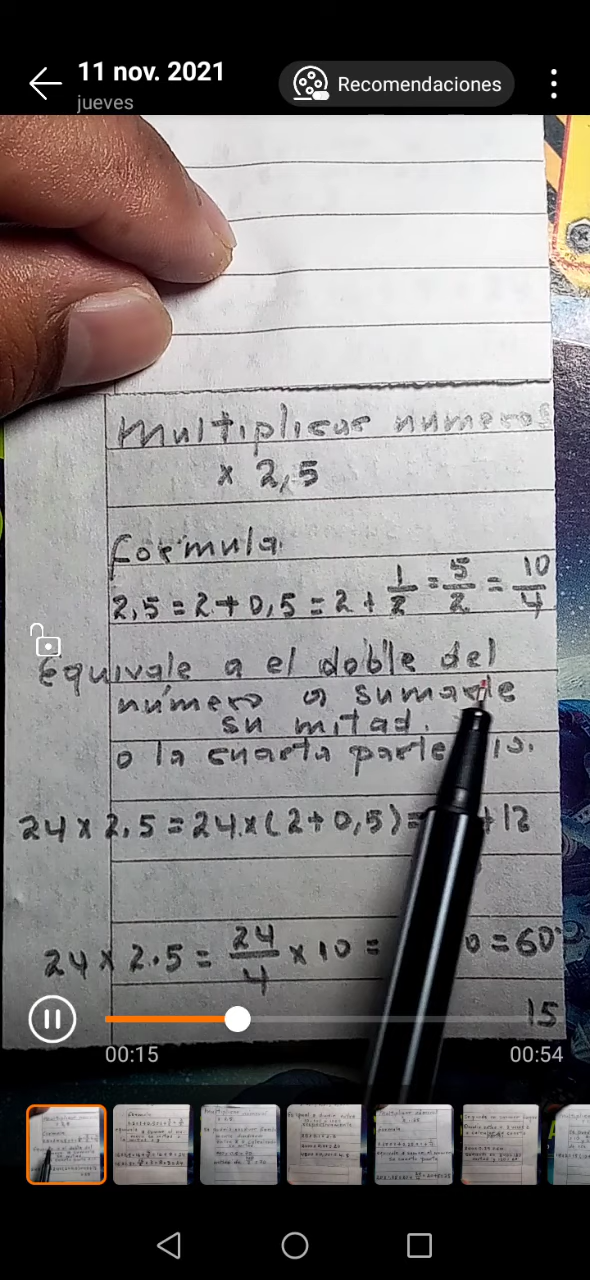 11 nov. 2021
jueves
Recomendaciones
Multiplicar numeros
x 2,5
formula
2,5 = 2 + 0,5 = 2 + 1/2 = 5/2 = 10/4
Equivale a el doble del
número a sumarle
su mitad.
o la cuarta parte
24 x 2,5 = 24 x (2 + 0,5) = + 12
24 x 2.5 = 24/4 x 10 = 0 = 60
15
00:15
00:54